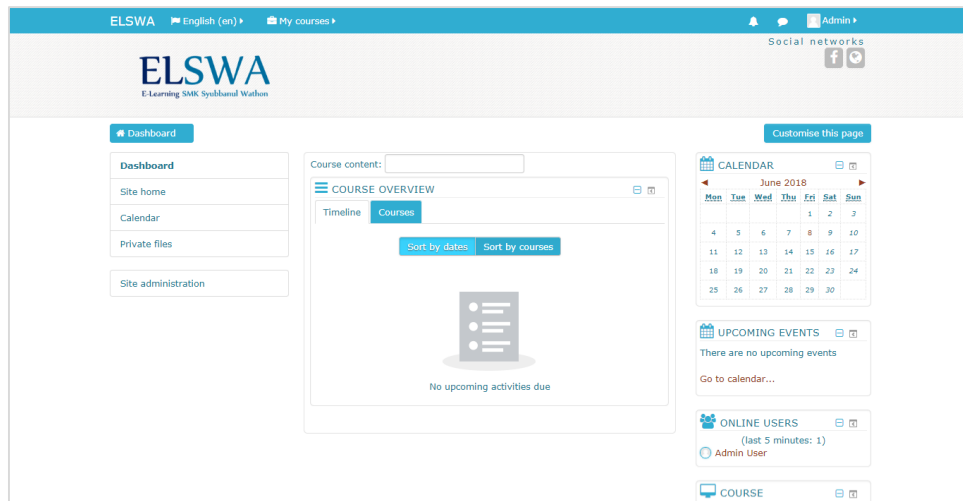 ELSWA English (en) My courses Admin
Social networks
ELSWA
E-Learning SMK Syubbanul Wathon
Dashboard
Customise this page
Dashboard
Site home
Calendar
Private files
Site administration
Course content:
COURSE OVERVIEW
Timeline Courses
Sort by dates Sort by courses
No upcoming activities due
CALENDAR
June 2018
Mon Tue Wed Thu Fri Sat Sun
1 2 3
4 5 6 7 8 9 10
11 12 13 14 15 16 17
18 19 20 21 22 23 24
25 26 27 28 29 30
UPCOMING EVENTS
There are no upcoming events
Go to calendar...
ONLINE USERS
(last 5 minutes: 1)
Admin User
COURSE